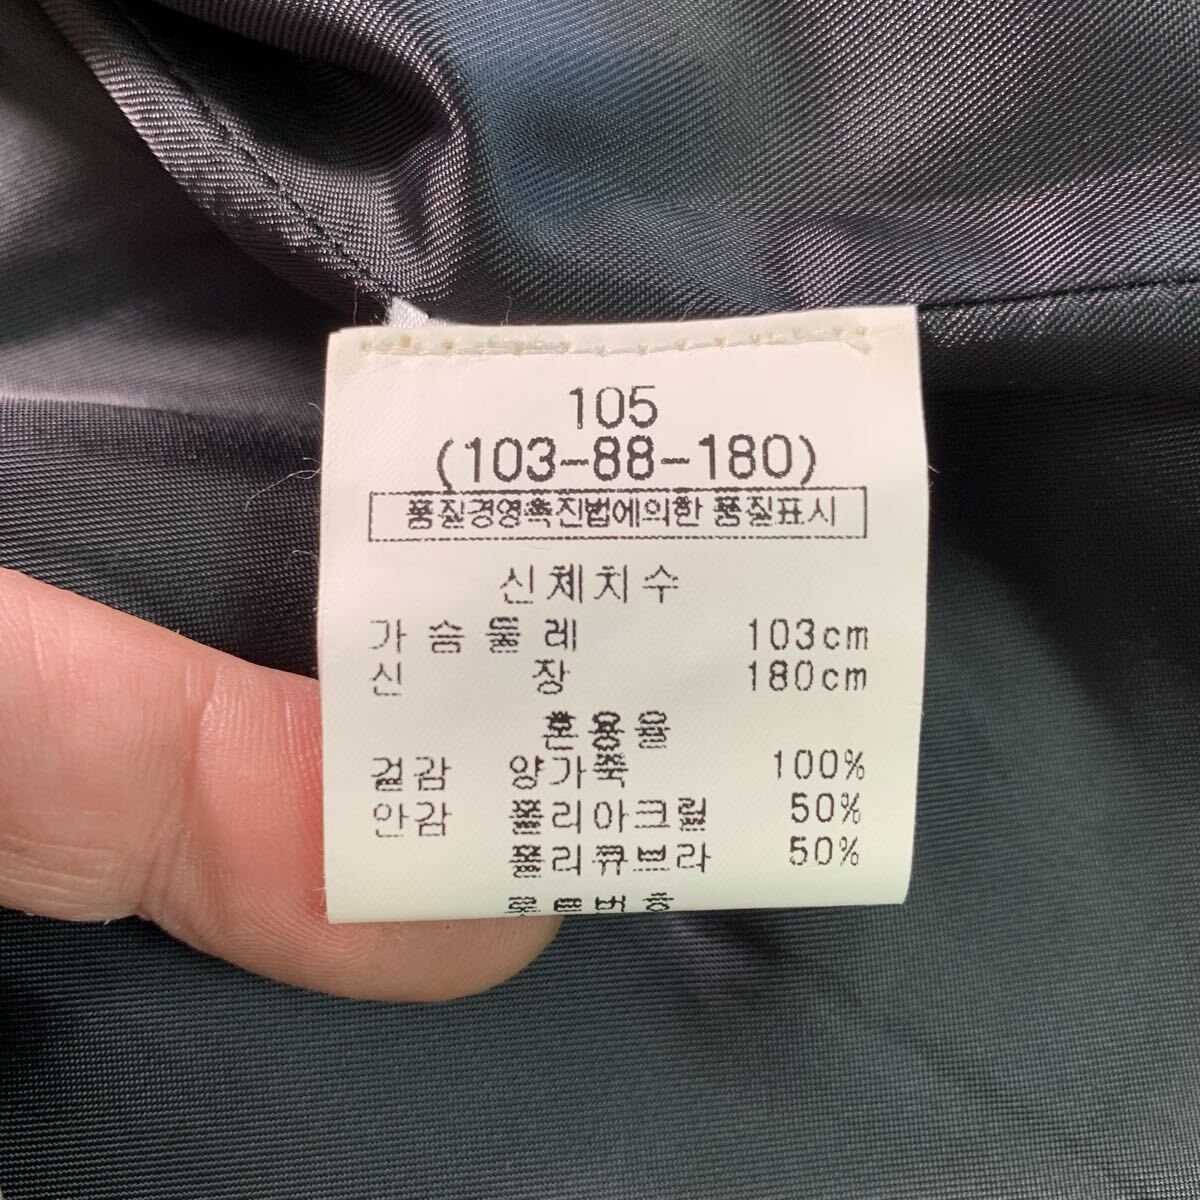 105
(103-88-180)
품질경영촉진법에의한 품질표시
신체치수
가슴둘레 103cm
신 장 180cm
혼용율
겉감 양가죽 100%
안감 폴리아크릴 50%
폴리큐브라 50%